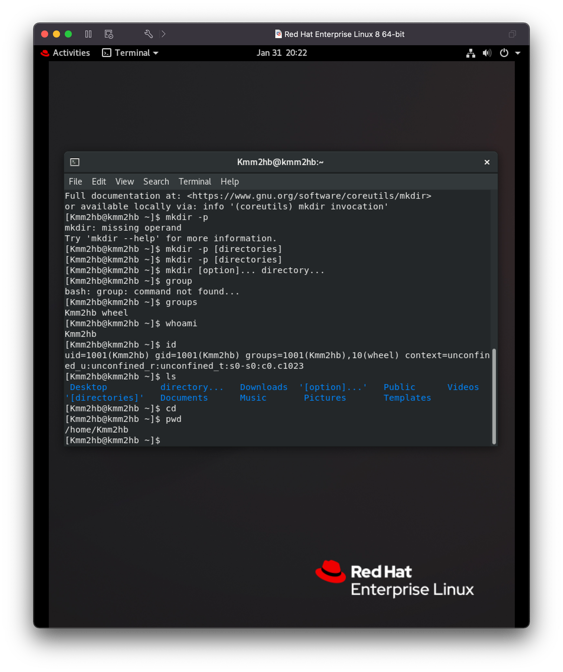 Red Hat Enterprise Linux 8 64-bit
Activities Terminal Jan 31 20:22
Kmm2hb@kmm2hb:~
File Edit View Search Terminal Help
Full documentation at: <https://www.gnu.org/software/coreutils/mkdir>
or available locally via: info '(coreutils) mkdir invocation'
[Kmm2hb@kmm2hb ~]$ mkdir -p
mkdir: missing operand
Try 'mkdir --help' for more information.
[Kmm2hb@kmm2hb ~]$ mkdir -p [directories]
[Kmm2hb@kmm2hb ~]$ mkdir -p [directories]
[Kmm2hb@kmm2hb ~]$ mkdir [option]... directory...
[Kmm2hb@kmm2hb ~]$ group
bash: group: command not found...
[Kmm2hb@kmm2hb ~]$ groups
Kmm2hb wheel
[Kmm2hb@kmm2hb ~]$ whoami
Kmm2hb
[Kmm2hb@kmm2hb ~]$ id
uid=1001(Kmm2hb) gid=1001(Kmm2hb) groups=1001(Kmm2hb),10(wheel) context=unconfin
ed_u:unconfined_r:unconfined_t:s0-s0:c0.c1023
[Kmm2hb@kmm2hb ~]$ ls
Desktop directory... Downloads '[option]...' Public Videos
'[directories]' Documents Music Pictures Templates
[Kmm2hb@kmm2hb ~]$ cd
[Kmm2hb@kmm2hb ~]$ pwd
/home/Kmm2hb
[Kmm2hb@kmm2hb ~]$
Red Hat
Enterprise Linux